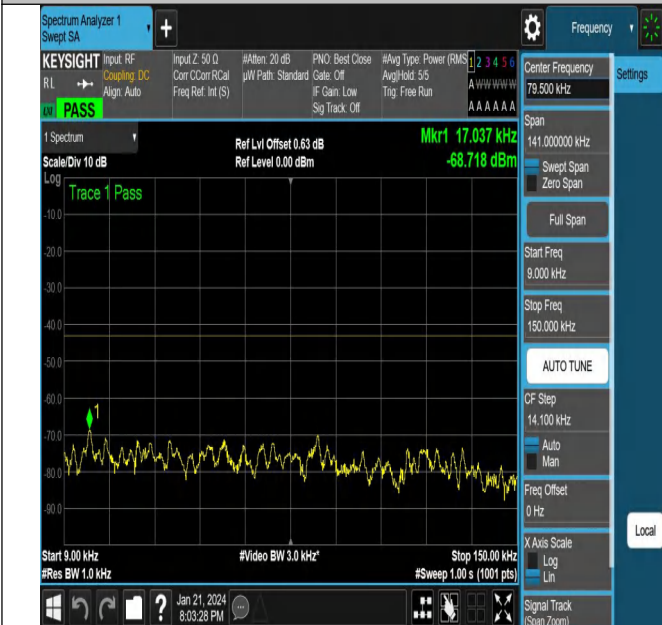 Spectrum Analyzer 1
Swept SA
Frequency
KEYSIGHT
RL
PASS
Input: RF
Coupling: DC
Align: Auto
Input Z: 50 Ω
Corr CCorr RCal
Freq Ref: Int (S)
#Atten: 20 dB
µW Path: Standard
PNO: Best Close
Gate: Off
IF Gain: Low
Sig Track: Off
#Avg Type: Power (RMS
Avg|Hold: 5/5
Trig: Free Run
1 2 3 4 5 6
A W W W W W
A A A A A A
1 Spectrum
Scale/Div 10 dB
Ref Lvl Offset 0.63 dB
Ref Level 0.00 dBm
Mkr1 17.037 kHz
-68.718 dBm
Log
Trace 1 Pass
-10.0
-20.0
-30.0
-40.0
-50.0
-60.0
-70.0
-80.0
-90.0
1
Start 9.00 kHz
#Res BW 1.0 kHz
#Video BW 3.0 kHz*
Stop 150.00 kHz
#Sweep 1.00 s (1001 pts)
Jan 21, 2024
8:03:28 PM
Center Frequency
79.500 kHz
Settings
Span
141.000000 kHz
Swept Span
Zero Span
Full Span
Start Freq
9.000 kHz
Stop Freq
150.000 kHz
AUTO TUNE
CF Step
14.100 kHz
Auto
Man
Freq Offset
0 Hz
X Axis Scale
Log
Lin
Local
Signal Track
(Span Zoom)